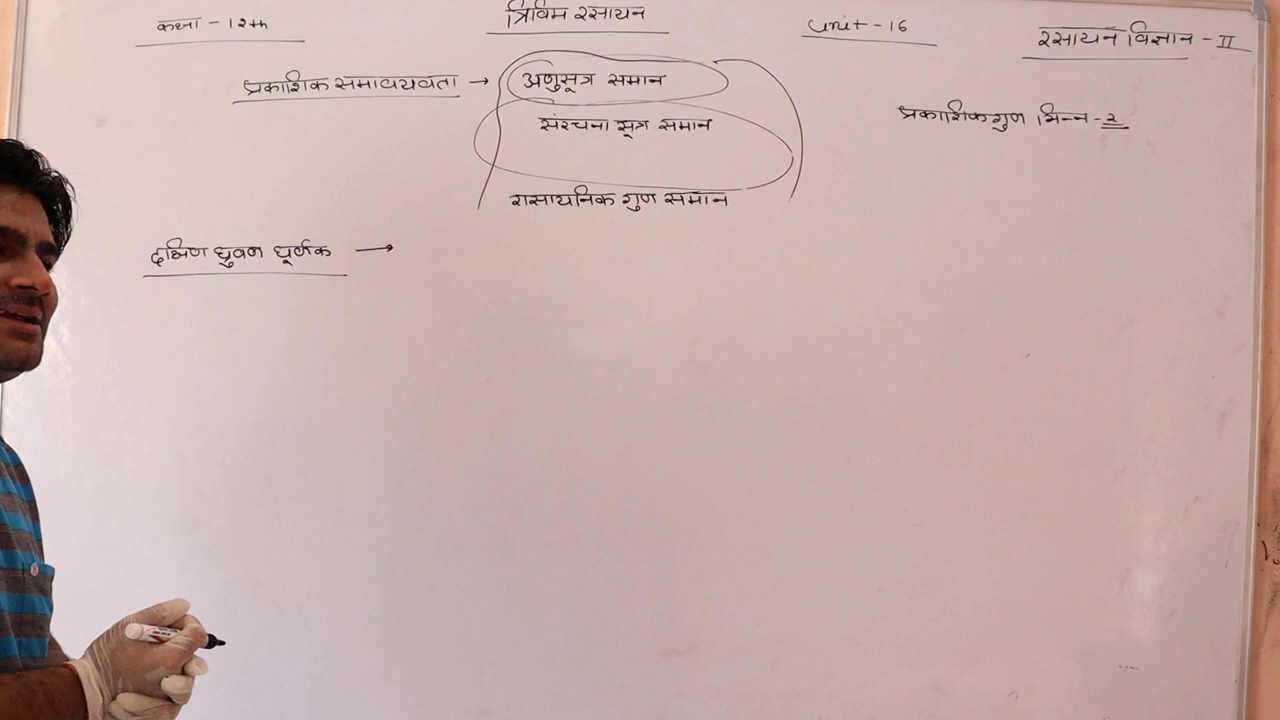 कक्षा - 12th
त्रिविम रसायन
Unit - 16
रसायन विज्ञान - II
प्रकाशिक समावयवता → अणुसूत्र समान
संरचना सूत्र समान
रासायनिक गुण समान
प्रकाशिक गुण भिन्न - २
दक्षिण ध्रुवण घूर्णक →